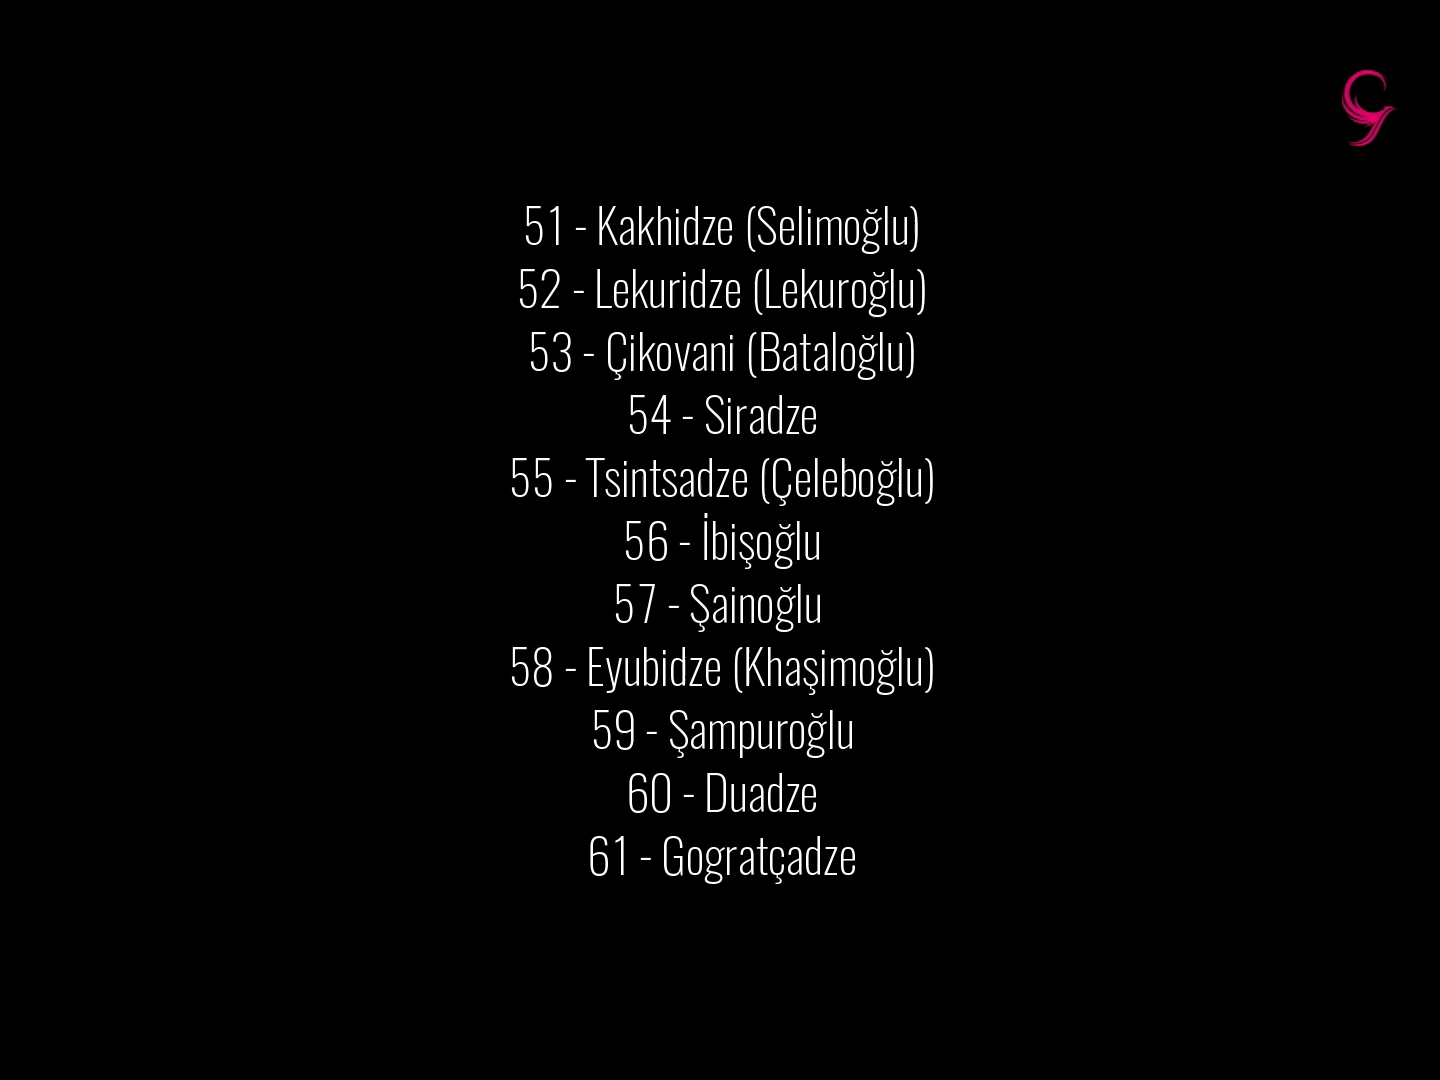 51 - Kakhidze (Selimoğlu)
52 - Lekuridze (Lekuroğlu)
53 - Çikovani (Bataloğlu)
54 - Siradze
55 - Tsintsadze (Çeleboğlu)
56 - İbişoğlu
57 - Şainoğlu
58 - Eyubidze (Khaşimoğlu)
59 - Şampuroğlu
60 - Duadze
61 - Gogratçadze